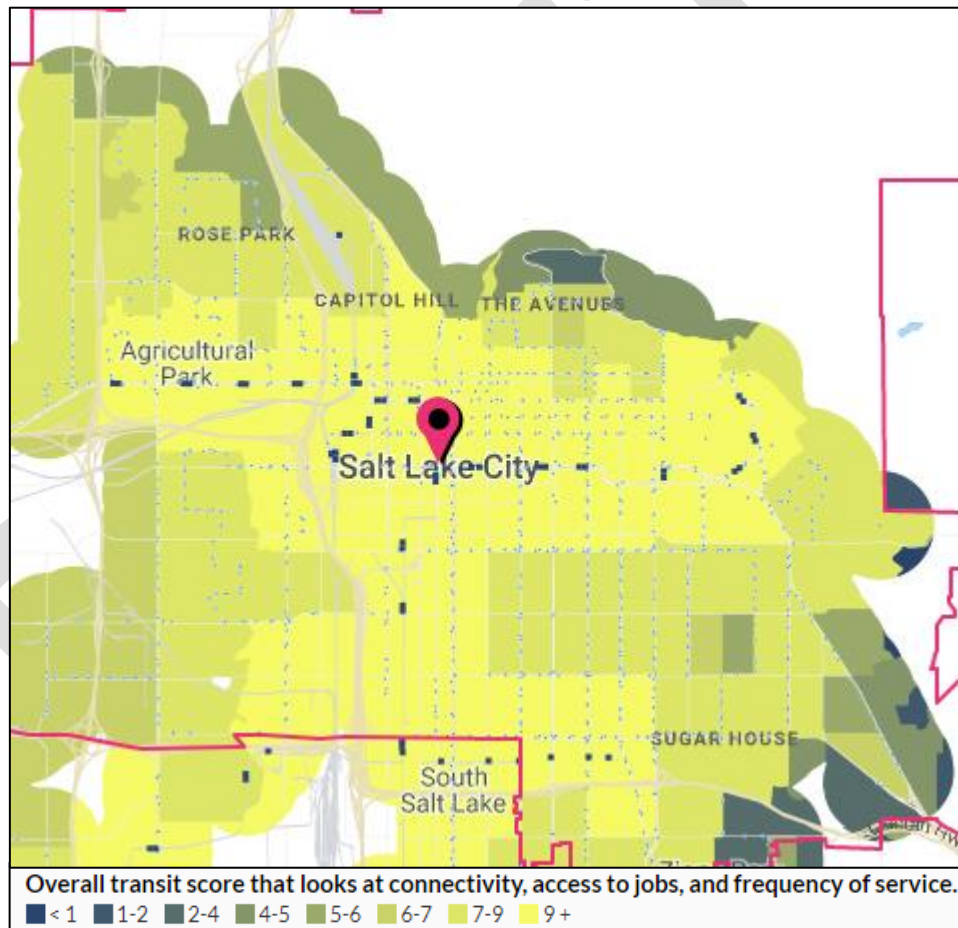 ROSE PARK
CAPITOL HILL
THE AVENUES
Agricultural
Park
Salt Lake City
SUGAR HOUSE
South
Salt Lake
Overall transit score that looks at connectivity, access to jobs, and frequency of service.
< 1 1-2 2-4 4-5 5-6 6-7 7-9 9 +